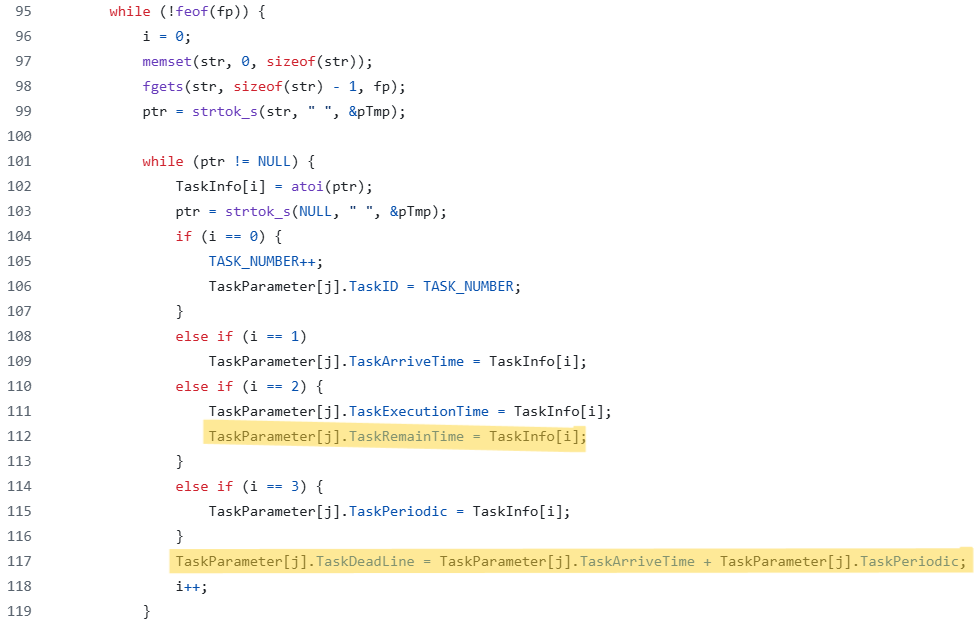 95 while (!feof(fp)) {
96 i = 0;
97 memset(str, 0, sizeof(str));
98 fgets(str, sizeof(str) - 1, fp);
99 ptr = strtok_s(str, " ", &pTmp);
100
101 while (ptr != NULL) {
102 TaskInfo[i] = atoi(ptr);
103 ptr = strtok_s(NULL, " ", &pTmp);
104 if (i == 0) {
105 TASK_NUMBER++;
106 TaskParameter[j].TaskID = TASK_NUMBER;
107 }
108 else if (i == 1)
109 TaskParameter[j].TaskArriveTime = TaskInfo[i];
110 else if (i == 2) {
111 TaskParameter[j].TaskExecutionTime = TaskInfo[i];
112 TaskParameter[j].TaskRemainTime = TaskInfo[i];
113 }
114 else if (i == 3) {
115 TaskParameter[j].TaskPeriodic = TaskInfo[i];
116 }
117 TaskParameter[j].TaskDeadLine = TaskParameter[j].TaskArriveTime + TaskParameter[j].TaskPeriodic;
118 i++;
119 }